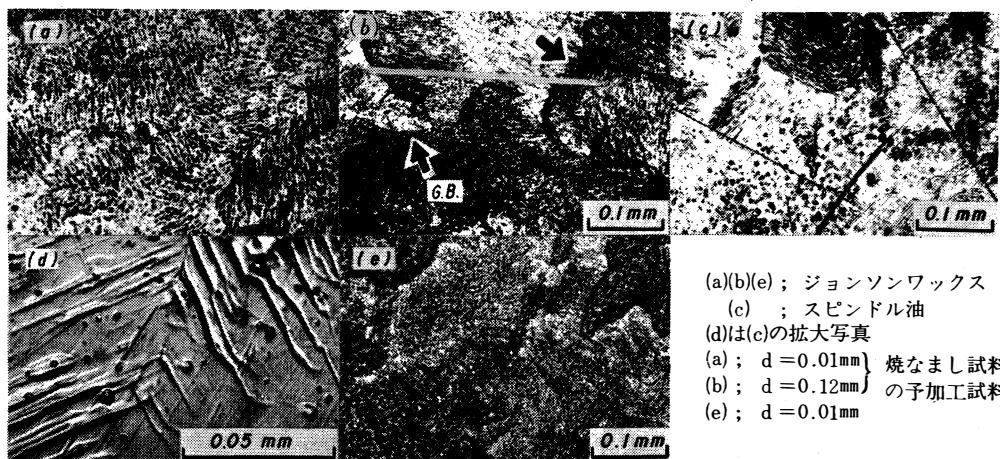 (a)
(b)
(c)
G.B.
0.1mm
0.1mm
(d)
(e)
0.05 mm
0.1mm
(a)(b)(e) ; ジョンソンワックス
(c) ; スピンドル油
(d)は(c)の拡大写真
(a) ; d=0.01mm} 焼なまし試料
(b) ; d=0.12mm} の予加工試料
(e) ; d=0.01mm